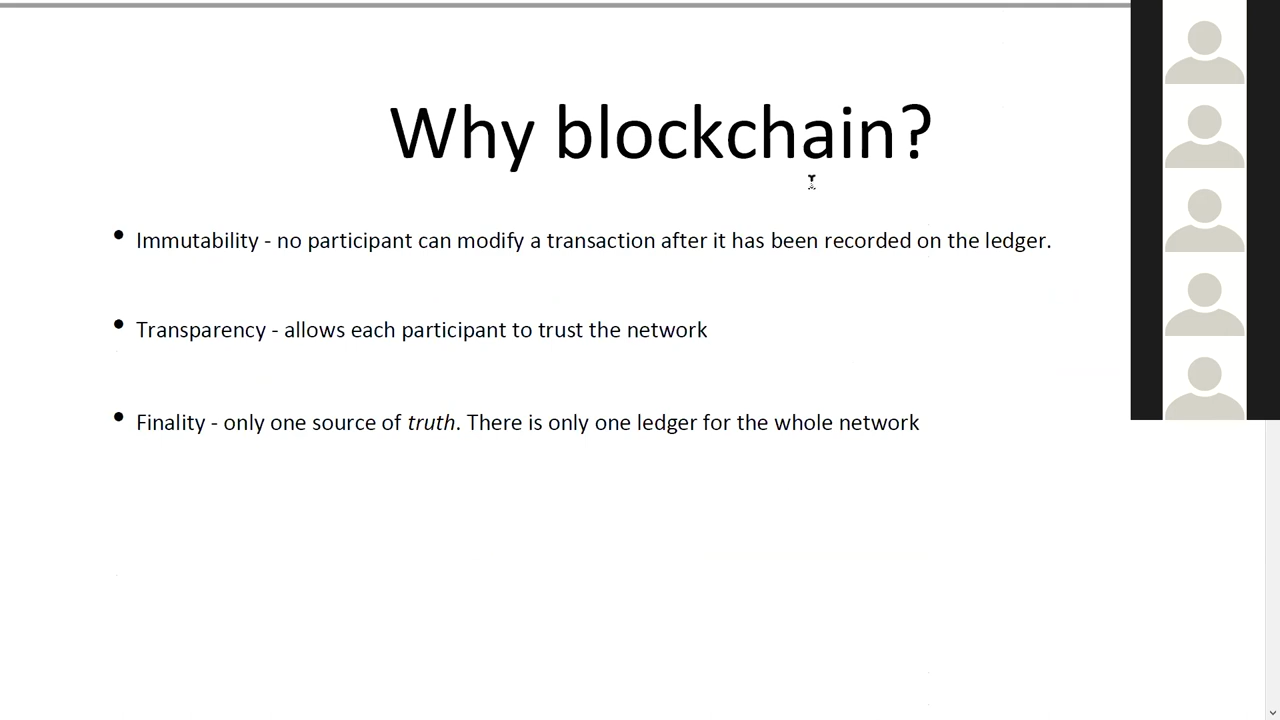 Why blockchain?
• Immutability - no participant can modify a transaction after it has been recorded on the ledger.
• Transparency - allows each participant to trust the network
• Finality - only one source of truth. There is only one ledger for the whole network